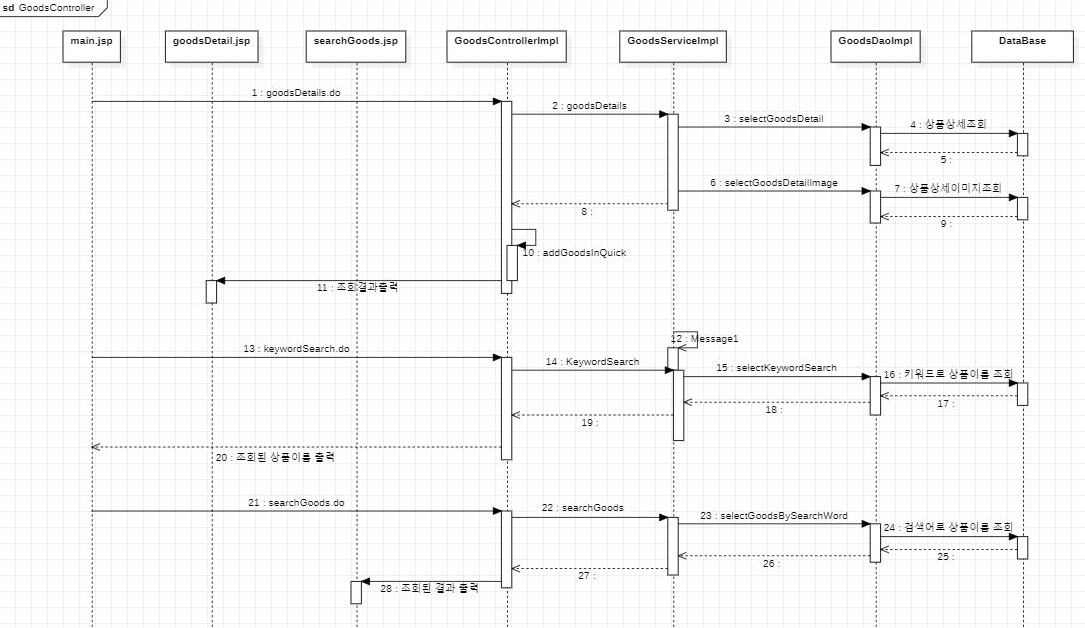 sd GoodsController
main.jsp
goodsDetail.jsp
searchGoods.jsp
GoodsControllerImpl
GoodsServiceImpl
GoodsDaoImpl
DataBase
1 : goodsDetails.do
2 : goodsDetails
3 : selectGoodsDetail
4 : 상품상세조회
5 :
6 : selectGoodsDetailImage
7 : 상품상세이미지조회
8 :
9 :
10 : addGoodsInQuick
11 : 조회결과출력
12 : Message1
13 : keywordSearch.do
14 : KeywordSearch
15 : selectKeywordSearch
16 : 키워드로 상품이름 조회
17 :
18 :
19 :
20 : 조회된 상품이름 출력
21 : searchGoods.do
22 : searchGoods
23 : selectGoodsBySearchWord
24 : 검색어로 상품이름 조회
25 :
26 :
27 :
28 : 조회된 결과 출력